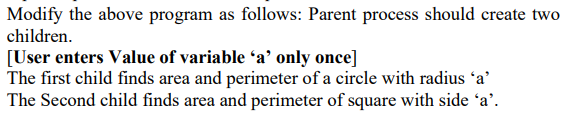 Modify the above program as follows: Parent process should create two
children.
[User enters Value of variable ‘a’ only once]
The first child finds area and perimeter of a circle with radius ‘a’
The Second child finds area and perimeter of square with side ‘a’.